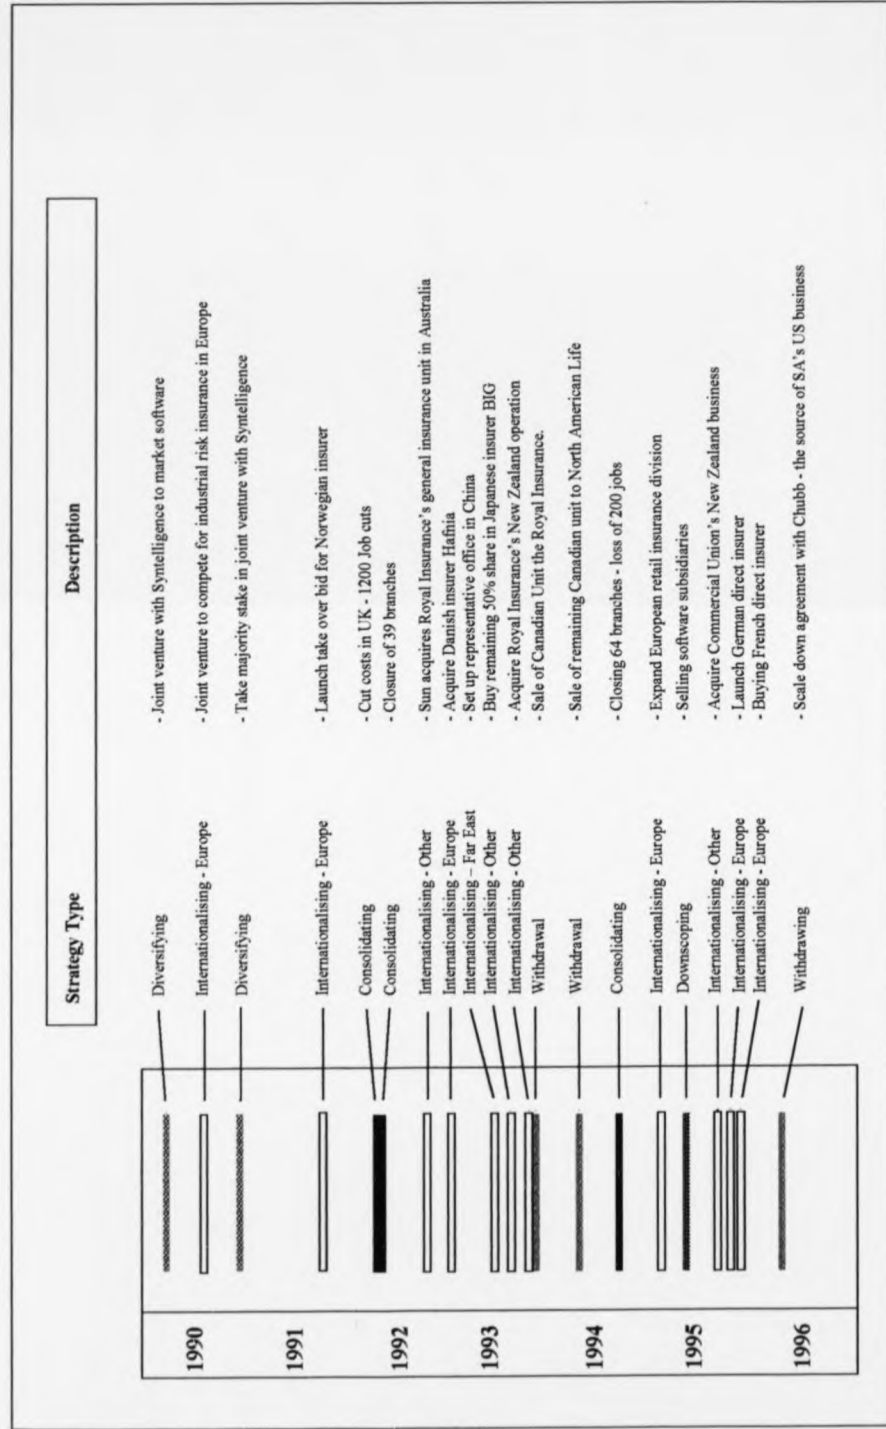 Strategy Type Description
1990
1991
1992
1993
1994
1995
1996
Diversifying - Joint venture with Syntelligence to market software
Internationalising - Europe - Joint venture to compete for industrial risk insurance in Europe
Diversifying - Take majority stake in joint venture with Syntelligence
Internationalising - Europe - Launch take over bid for Norwegian insurer
Consolidating - Cut costs in UK - 1200 Job cuts
Consolidating - Closure of 39 branches
Internationalising - Other - Sun acquires Royal Insurance's general insurance unit in Australia
Internationalising - Europe - Acquire Danish insurer Hafnia
Internationalising – Far East - Set up representative office in China
Internationalising - Other - Buy remaining 50% share in Japanese insurer BIG
Internationalising - Other - Acquire Royal Insurance's New Zealand operation
Withdrawal - Sale of Canadian Unit the Royal Insurance.
Withdrawal - Sale of remaining Canadian unit to North American Life
Consolidating - Closing 64 branches - loss of 200 jobs
Internationalising - Europe - Expand European retail insurance division
Downscoping - Selling software subsidiaries
Internationalising - Other - Acquire Commercial Union's New Zealand business
Internationalising - Europe - Launch German direct insurer
Internationalising - Europe - Buying French direct insurer
Withdrawing - Scale down agreement with Chubb - the source of SA's US business